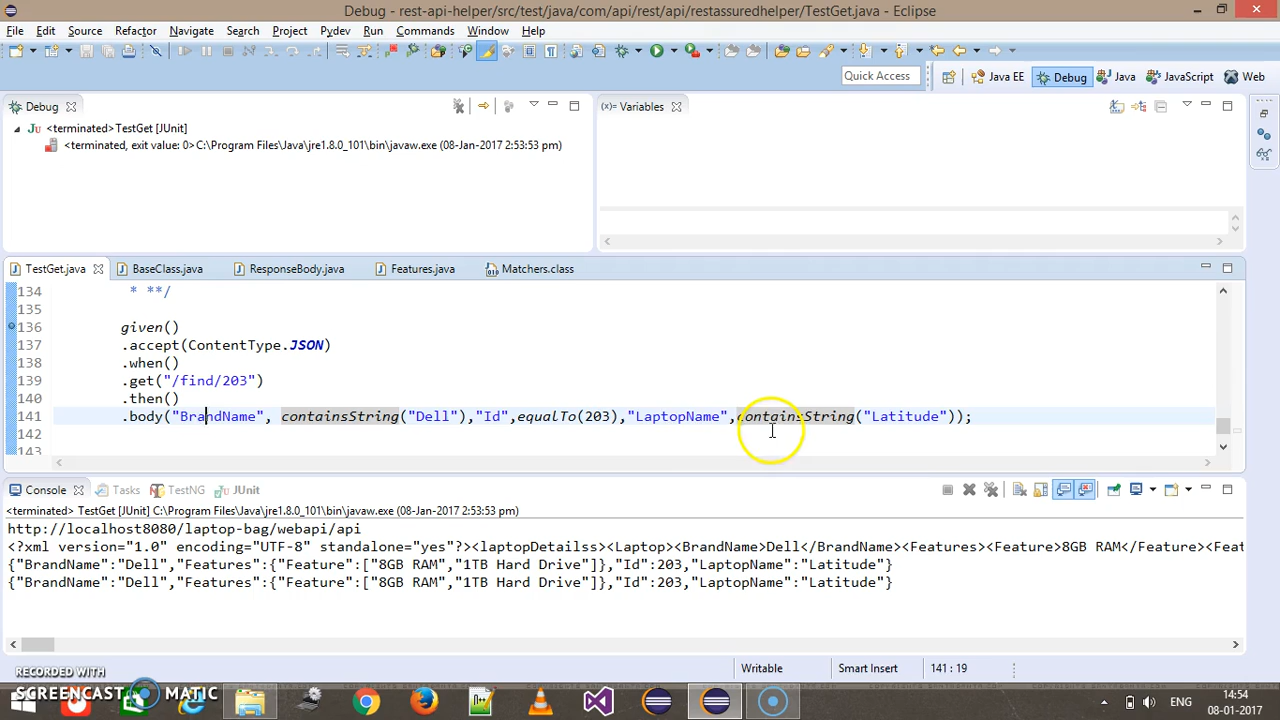 Debug - rest-api-helper/src/test/java/com/api/rest/api/restassuredhelper/TestGet.java - Eclipse
File Edit Source Refactor Navigate Search Project Pydev Run Commands Window Help
Quick Access
Java EE Debug Java JavaScript Web
Debug
(x)= Variables
<terminated>TestGet [JUnit]
<terminated, exit value: 0>C:\Program Files\Java\jre1.8.0_101\bin\javaw.exe (08-Jan-2017 2:53:53 pm)
TestGet.java BaseClass.java ResponseBody.java Features.java Matchers.class
134 * **/
135
136 given()
137 .accept(ContentType.JSON)
138 .when()
139 .get("/find/203")
140 .then()
141 .body("BrandName", containsString("Dell"),"Id",equalTo(203),"LaptopName",containsString("Latitude"));
142
143
Console Tasks TestNG JUnit
<terminated> TestGet [JUnit] C:\Program Files\Java\jre1.8.0_101\bin\javaw.exe (08-Jan-2017 2:53:53 pm)
http://localhost8080/laptop-bag/webapi/api
<?xml version="1.0" encoding="UTF-8" standalone="yes"?><laptopDetailss><Laptop><BrandName>Dell</BrandName><Features><Feature>8GB RAM</Feature><Feat
{"BrandName":"Dell","Features":{"Feature":["8GB RAM","1TB Hard Drive"]},"Id":203,"LaptopName":"Latitude"}
{"BrandName":"Dell","Features":{"Feature":["8GB RAM","1TB Hard Drive"]},"Id":203,"LaptopName":"Latitude"}
Writable Smart Insert 141 : 19
RECORDED WITH
SCREENCAST MATIC
ENG
14:54
08-01-2017